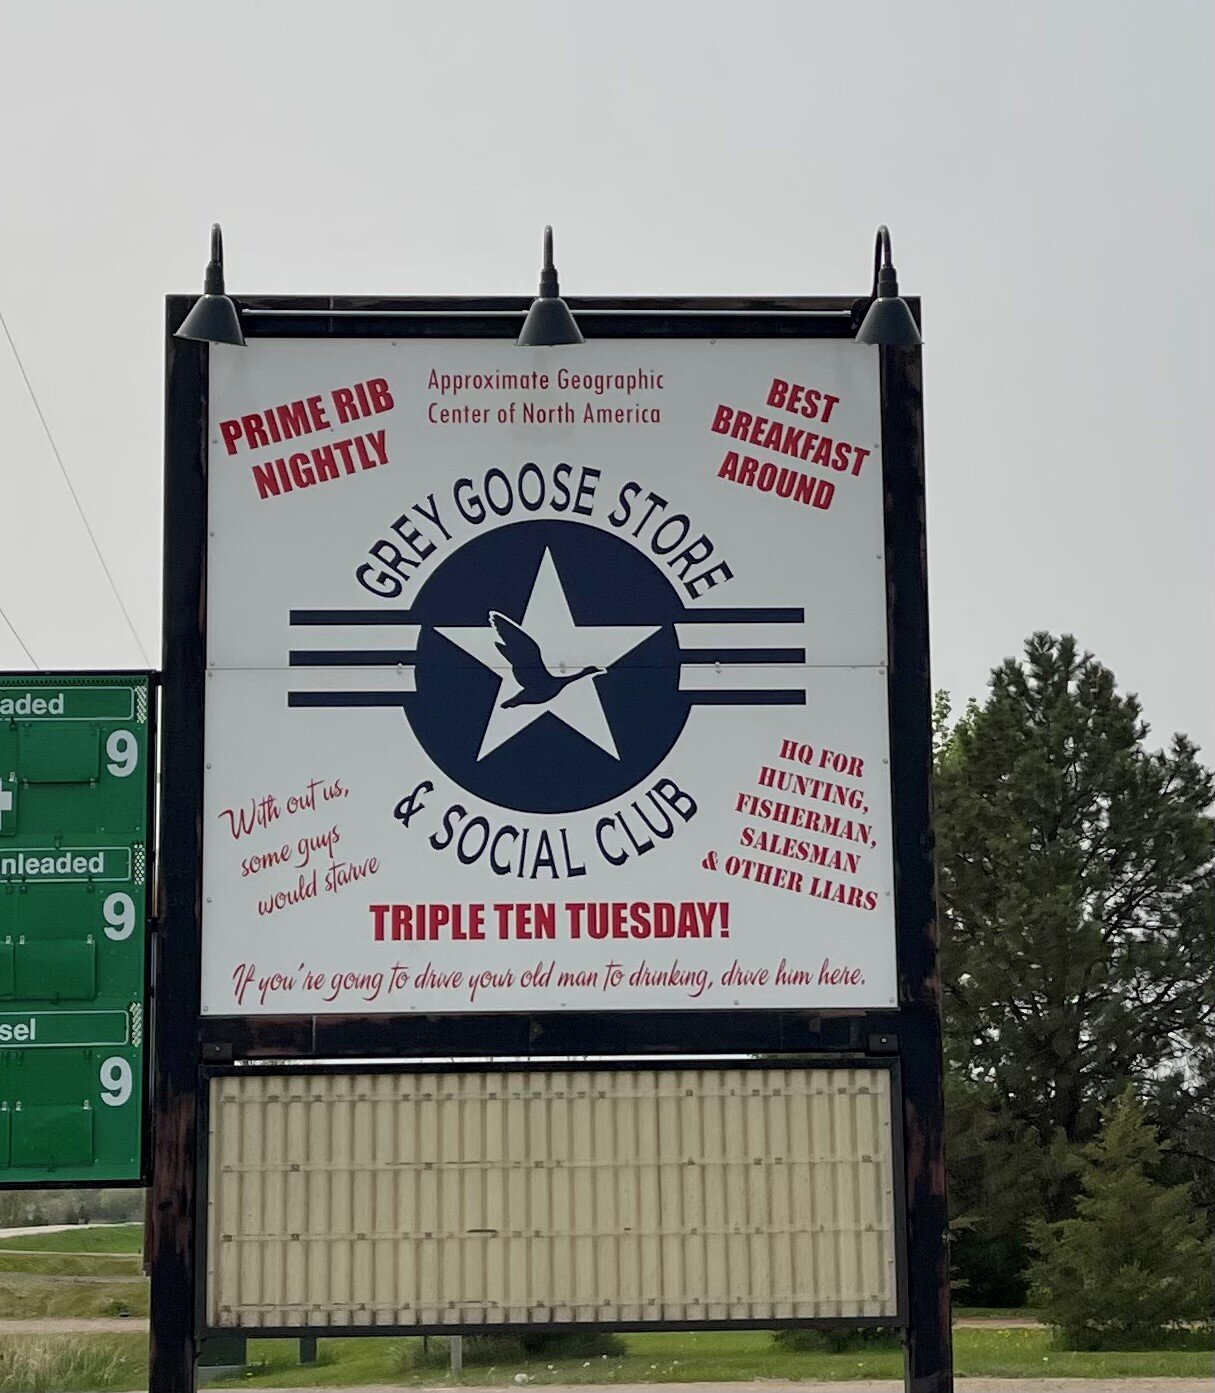 Approximate Geographic
Center of North America
PRIME RIB
NIGHTLY
BEST
BREAKFAST
AROUND
GREY GOOSE STORE
& SOCIAL CLUB
With out us,
some guys
would starve
HQ FOR
HUNTING,
FISHERMAN,
SALESMAN
& OTHER LIARS
TRIPLE TEN TUESDAY!
If you're going to drive your old man to drinking, drive him here.
aded
9
nleaded
9
sel
9